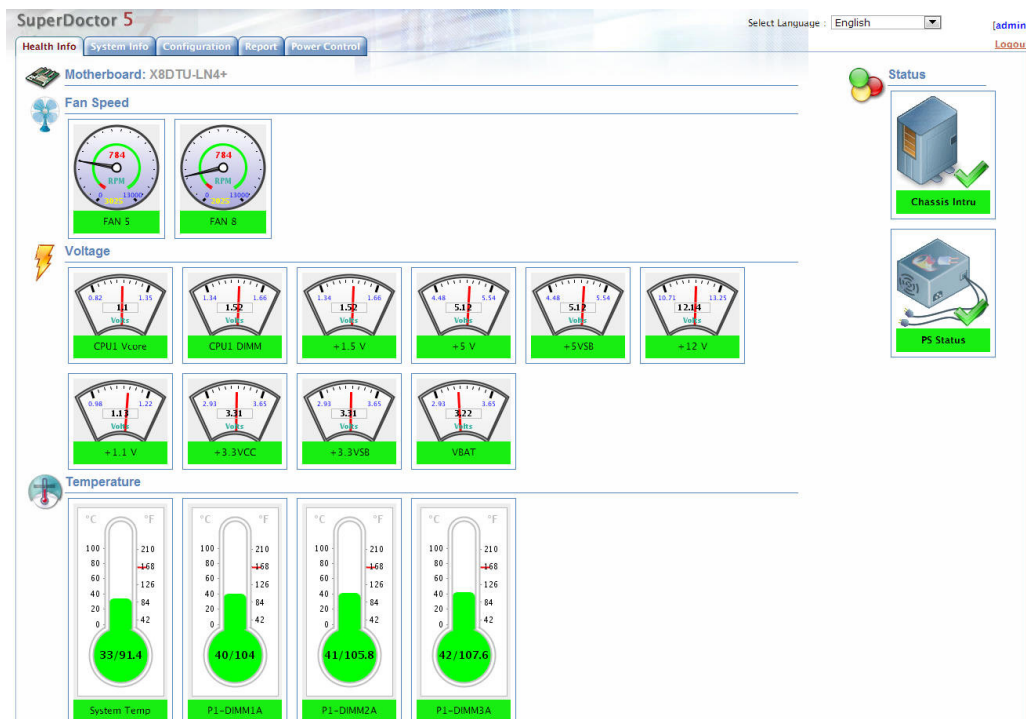 SuperDoctor 5
Select Language : English
[admin
Logou
Health Info System Info Configuration Report Power Control
Motherboard: X8DTU-LN4+
Status
Fan Speed
784 784
RPM RPM
0 13000 0 13000
2025 2025
FAN 5 FAN 8
Chassis Intru
Voltage
0.82 1.35 1.34 1.66 1.34 1.66 4.48 5.54 4.48 5.54 10.71 13.25
1.1 1.52 1.52 5.12 5.12 12.14
Volts Volts Volts Volts Volts Volts
CPU1 Vcore CPU1 DIMM +1.5 V +5 V +5VSB +12 V
PS Status
0.98 1.22 2.93 3.65 2.93 3.65 2.93 3.65
1.13 3.31 3.31 3.22
Volts Volts Volts Volts
+1.1 V +3.3VCC +3.3VSB VBAT
Temperature
°C °F °C °F °C °F °C °F
100 210 100 210 100 210 100 210
80 168 80 168 80 168 80 168
60 126 60 126 60 126 60 126
40 84 40 84 40 84 40 84
20 42 20 42 20 42 20 42
0 0 0 0
33/91.4 40/104 41/105.8 42/107.6
System Temp P1-DIMM1A P1-DIMM2A P1-DIMM3A